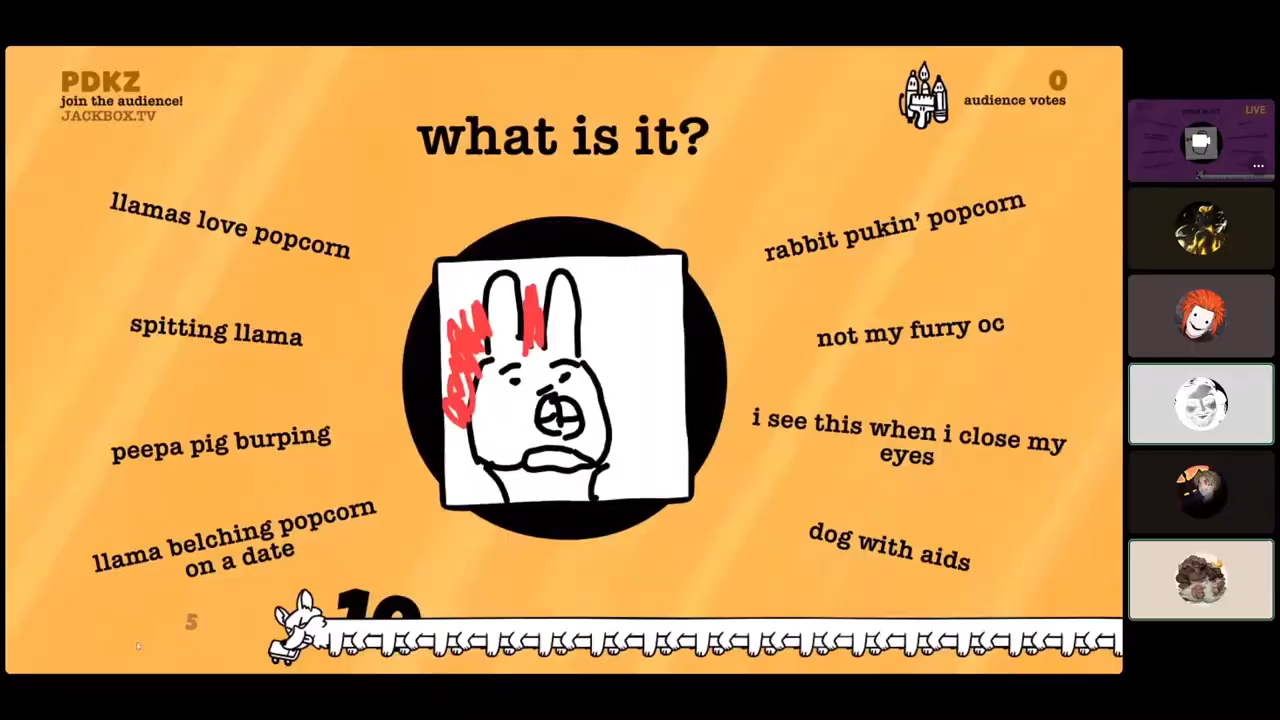 PDKZ
join the audience!
JACKBOX.TV
0
audience votes
LIVE
what is it?
llamas love popcorn
rabbit pukin' popcorn
spitting llama
not my furry oc
peepa pig burping
i see this when i close my
eyes
llama belching popcorn
on a date
dog with aids
5
10